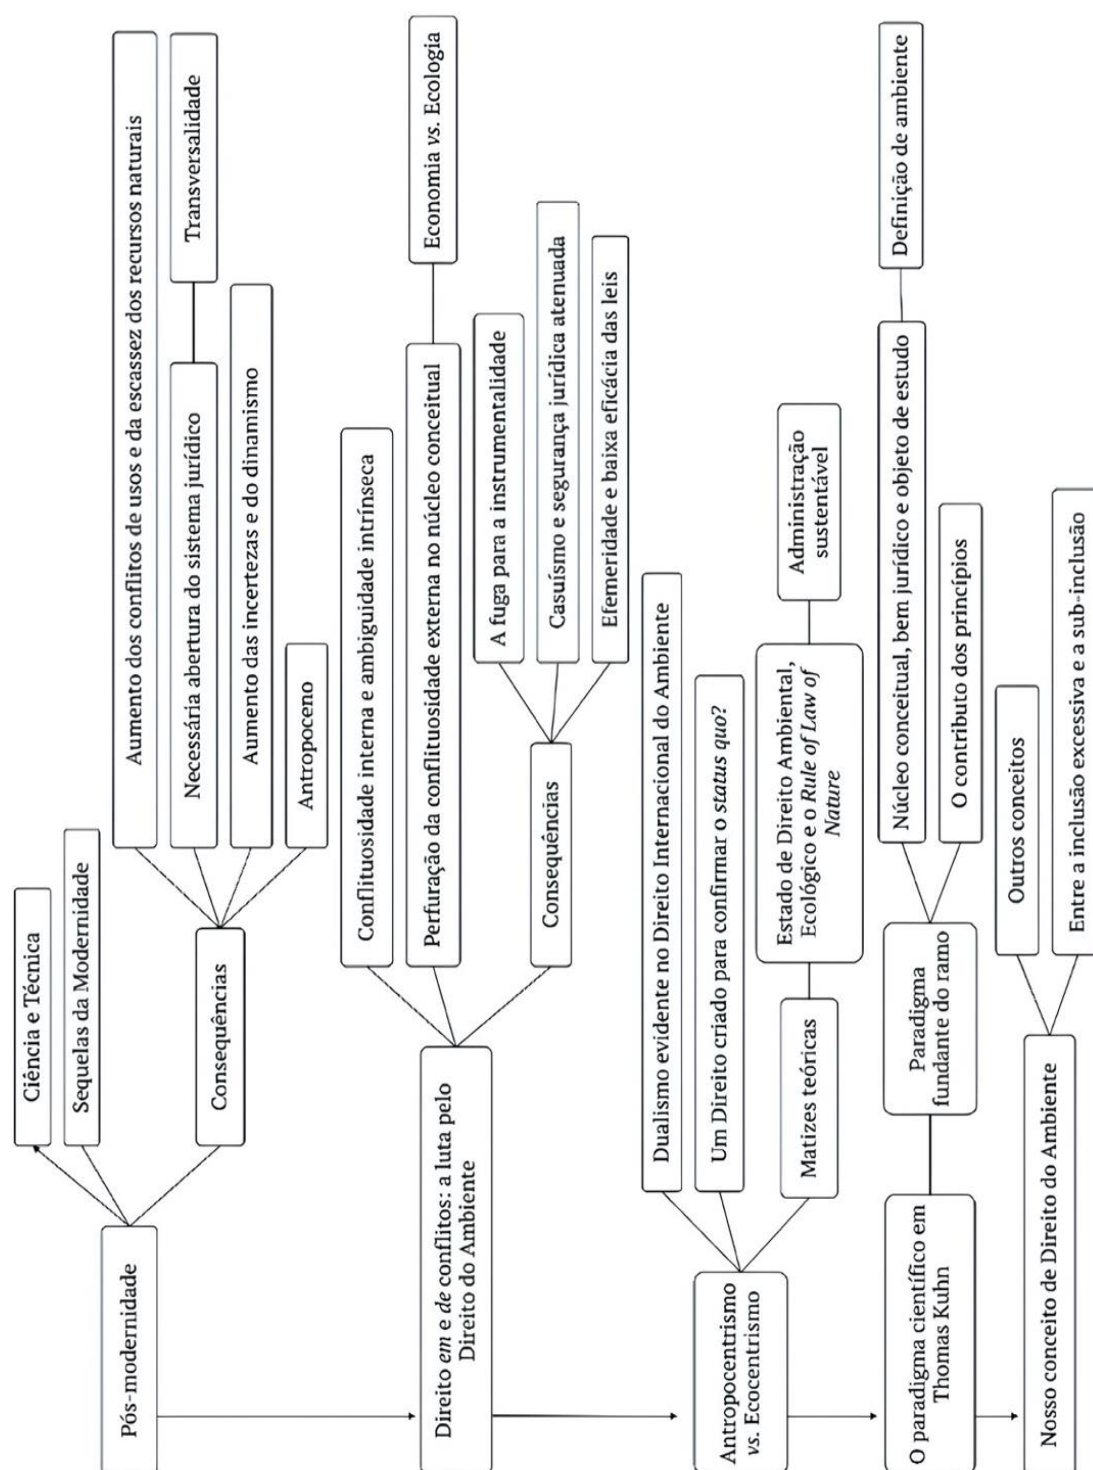 Pós-modernidade
Ciência e Técnica
Sequelas da Modernidade
Consequências
Aumento dos conflitos de usos e da escassez dos recursos naturais
Necessária abertura do sistema jurídico
Transversalidade
Aumento das incertezas e do dinamismo
Antropoceno
Direito em e de conflitos: a luta pelo
Direito do Ambiente
Conflituosidade interna e ambiguidade intrínseca
Perfuração da conflituosidade externa no núcleo conceitual
Economia vs. Ecologia
Consequências
A fuga para a instrumentalidade
Casuísmo e segurança jurídica atenuada
Efemeridade e baixa eficácia das leis
Antropocentrismo
vs. Ecocentrismo
Dualismo evidente no Direito Internacional do Ambiente
Um Direito criado para confirmar o status quo?
Matizes teóricas
Estado de Direito Ambiental,
Ecológico e o Rule of Law of
Nature
Administração
sustentável
O paradigma científico em
Thomas Kuhn
Paradigma
fundante do ramo
Núcleo conceitual, bem jurídico e objeto de estudo
Definição de ambiente
O contributo dos princípios
Nosso conceito de Direito do Ambiente
Outros conceitos
Entre a inclusão excessiva e a sub-inclusão